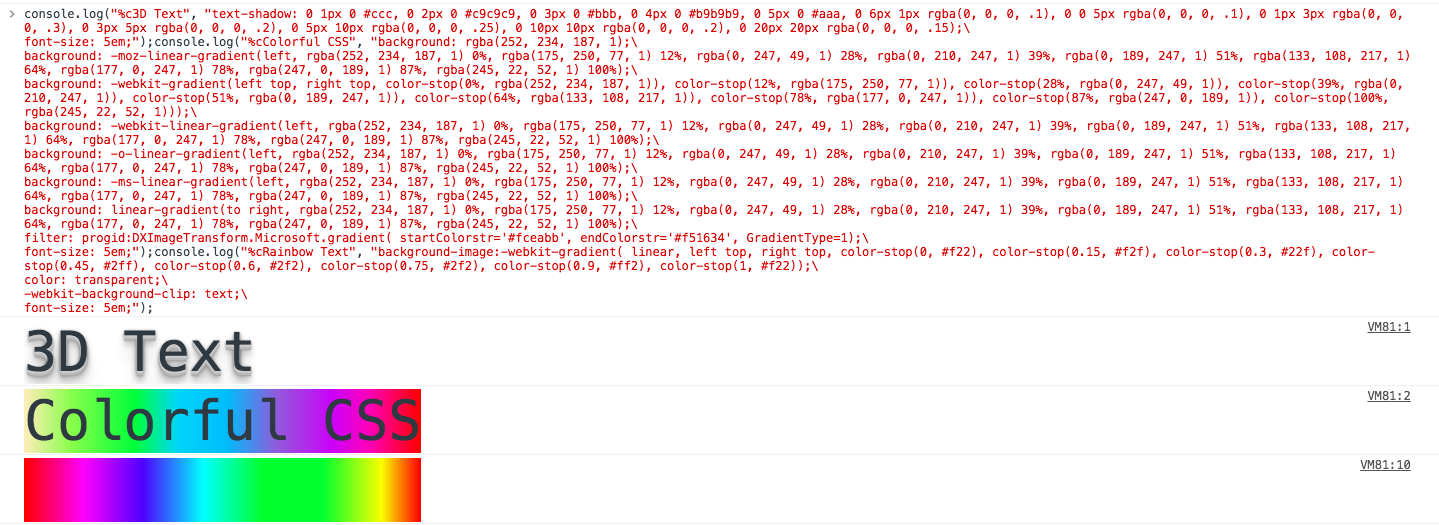 > console.log("%c3D Text", "text-shadow: 0 1px 0 #ccc, 0 2px 0 #c9c9c9, 0 3px 0 #bbb, 0 4px 0 #b9b9b9, 0 5px 0 #aaa, 0 6px 1px rgba(0, 0, 0, .1), 0 0 5px rgba(0, 0, 0, .1), 0 1px 3px rgba(0, 0,
0, .3), 0 3px 5px rgba(0, 0, 0, .2), 0 5px 10px rgba(0, 0, 0, .25), 0 10px 10px rgba(0, 0, 0, .2), 0 20px 20px rgba(0, 0, 0, .15);\
font-size: 5em;");console.log("%cColorful CSS", "background: rgba(252, 234, 187, 1);\
background: -moz-linear-gradient(left, rgba(252, 234, 187, 1) 0%, rgba(175, 250, 77, 1) 12%, rgba(0, 247, 49, 1) 28%, rgba(0, 210, 247, 1) 39%, rgba(0, 189, 247, 1) 51%, rgba(133, 108, 217, 1)
64%, rgba(177, 0, 247, 1) 78%, rgba(247, 0, 189, 1) 87%, rgba(245, 22, 52, 1) 100%);\
background: -webkit-gradient(left top, right top, color-stop(0%, rgba(252, 234, 187, 1)), color-stop(12%, rgba(175, 250, 77, 1)), color-stop(28%, rgba(0, 247, 49, 1)), color-stop(39%, rgba(0,
210, 247, 1)), color-stop(51%, rgba(0, 189, 247, 1)), color-stop(64%, rgba(133, 108, 217, 1)), color-stop(78%, rgba(177, 0, 247, 1)), color-stop(87%, rgba(247, 0, 189, 1)), color-stop(100%,
rgba(245, 22, 52, 1)));\
background: -webkit-linear-gradient(left, rgba(252, 234, 187, 1) 0%, rgba(175, 250, 77, 1) 12%, rgba(0, 247, 49, 1) 28%, rgba(0, 210, 247, 1) 39%, rgba(0, 189, 247, 1) 51%, rgba(133, 108, 217,
1) 64%, rgba(177, 0, 247, 1) 78%, rgba(247, 0, 189, 1) 87%, rgba(245, 22, 52, 1) 100%);\
background: -o-linear-gradient(left, rgba(252, 234, 187, 1) 0%, rgba(175, 250, 77, 1) 12%, rgba(0, 247, 49, 1) 28%, rgba(0, 210, 247, 1) 39%, rgba(0, 189, 247, 1) 51%, rgba(133, 108, 217, 1)
64%, rgba(177, 0, 247, 1) 78%, rgba(247, 0, 189, 1) 87%, rgba(245, 22, 52, 1) 100%);\
background: -ms-linear-gradient(left, rgba(252, 234, 187, 1) 0%, rgba(175, 250, 77, 1) 12%, rgba(0, 247, 49, 1) 28%, rgba(0, 210, 247, 1) 39%, rgba(0, 189, 247, 1) 51%, rgba(133, 108, 217, 1)
64%, rgba(177, 0, 247, 1) 78%, rgba(247, 0, 189, 1) 87%, rgba(245, 22, 52, 1) 100%);\
background: linear-gradient(to right, rgba(252, 234, 187, 1) 0%, rgba(175, 250, 77, 1) 12%, rgba(0, 247, 49, 1) 28%, rgba(0, 210, 247, 1) 39%, rgba(0, 189, 247, 1) 51%, rgba(133, 108, 217, 1)
64%, rgba(177, 0, 247, 1) 78%, rgba(247, 0, 189, 1) 87%, rgba(245, 22, 52, 1) 100%);\
filter: progid:DXImageTransform.Microsoft.gradient( startColorstr='#fceabb', endColorstr='#f51634', GradientType=1);\
font-size: 5em;");console.log("%cRainbow Text", "background-image:-webkit-gradient( linear, left top, right top, color-stop(0, #f22), color-stop(0.15, #f2f), color-stop(0.3, #22f), color-
stop(0.45, #2ff), color-stop(0.6, #2f2), color-stop(0.75, #2f2), color-stop(0.9, #ff2), color-stop(1, #f22));\
color: transparent;\
-webkit-background-clip: text;\
font-size: 5em;");
3D Text VM81:1
Colorful CSS VM81:2
VM81:10